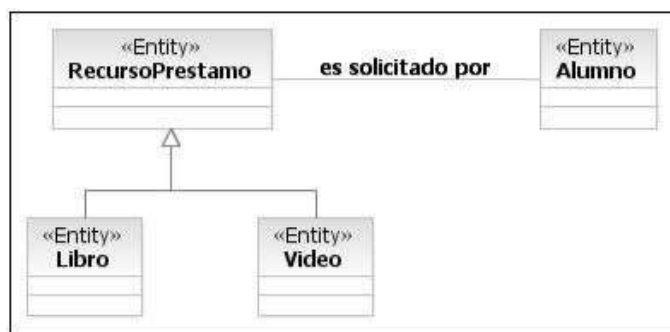 «Entity»
RecursoPrestamo
es solicitado por
«Entity»
Alumno
«Entity»
Libro
«Entity»
Video